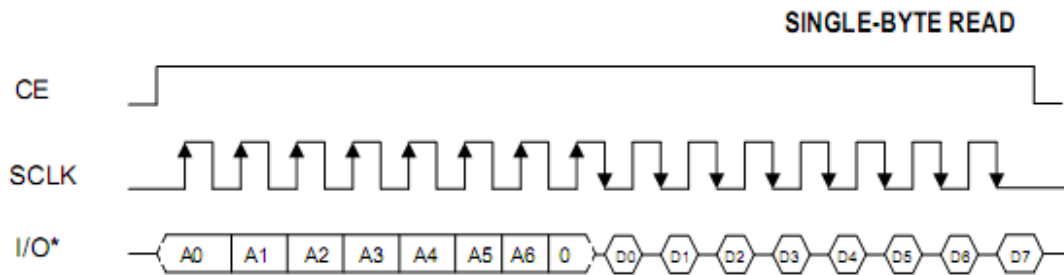 SINGLE-BYTE READ
CE
SCLK
I/O* A0 A1 A2 A3 A4 A5 A6 0 D0 D1 D2 D3 D4 D5 D6 D7